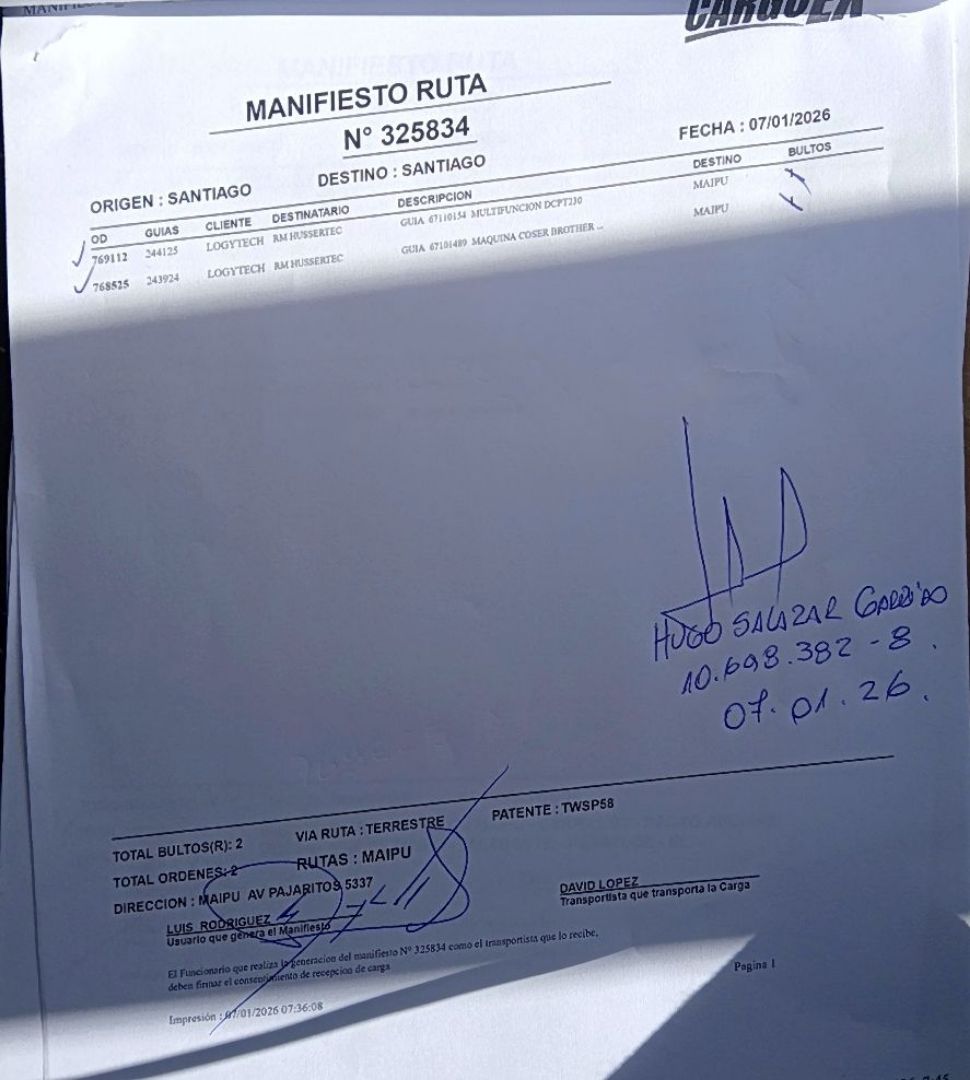 CARGUEX
MANIFIESTO RUTA
N° 325834
FECHA : 07/01/2026
ORIGEN : SANTIAGO DESTINO : SANTIAGO
OD GUIAS CLIENTE DESTINATARIO DESCRIPCION DESTINO BULTOS
769112 244125 LOGYTECH RM HUSSERTEC GUIA 67110154 MULTIFUNCION DCPT230 MAIPU
768525 243924 LOGYTECH RM HUSSERTEC GUIA 67101489 MAQUINA COSER BROTHER ... MAIPU
HUGO SALAZAR GARRIDO
10.698.382 - 8.
07. 01. 26.
TOTAL BULTOS(R): 2 VIA RUTA : TERRESTRE PATENTE : TWSP58
TOTAL ORDENES: 2 RUTAS : MAIPU
DIRECCION : MAIPU AV PAJARITOS 5337
LUIS RODRIGUEZ DAVID LOPEZ
Usuario que genera el Manifiesto Transportista que transporta la Carga
El Funcionario que realiza la generacion del manifiesto N° 325834 como el transportista que lo recibe,
deben firmar el consentimiento de recepcion de carga
Pagina 1
Impresión : 07/01/2026 07:36:08